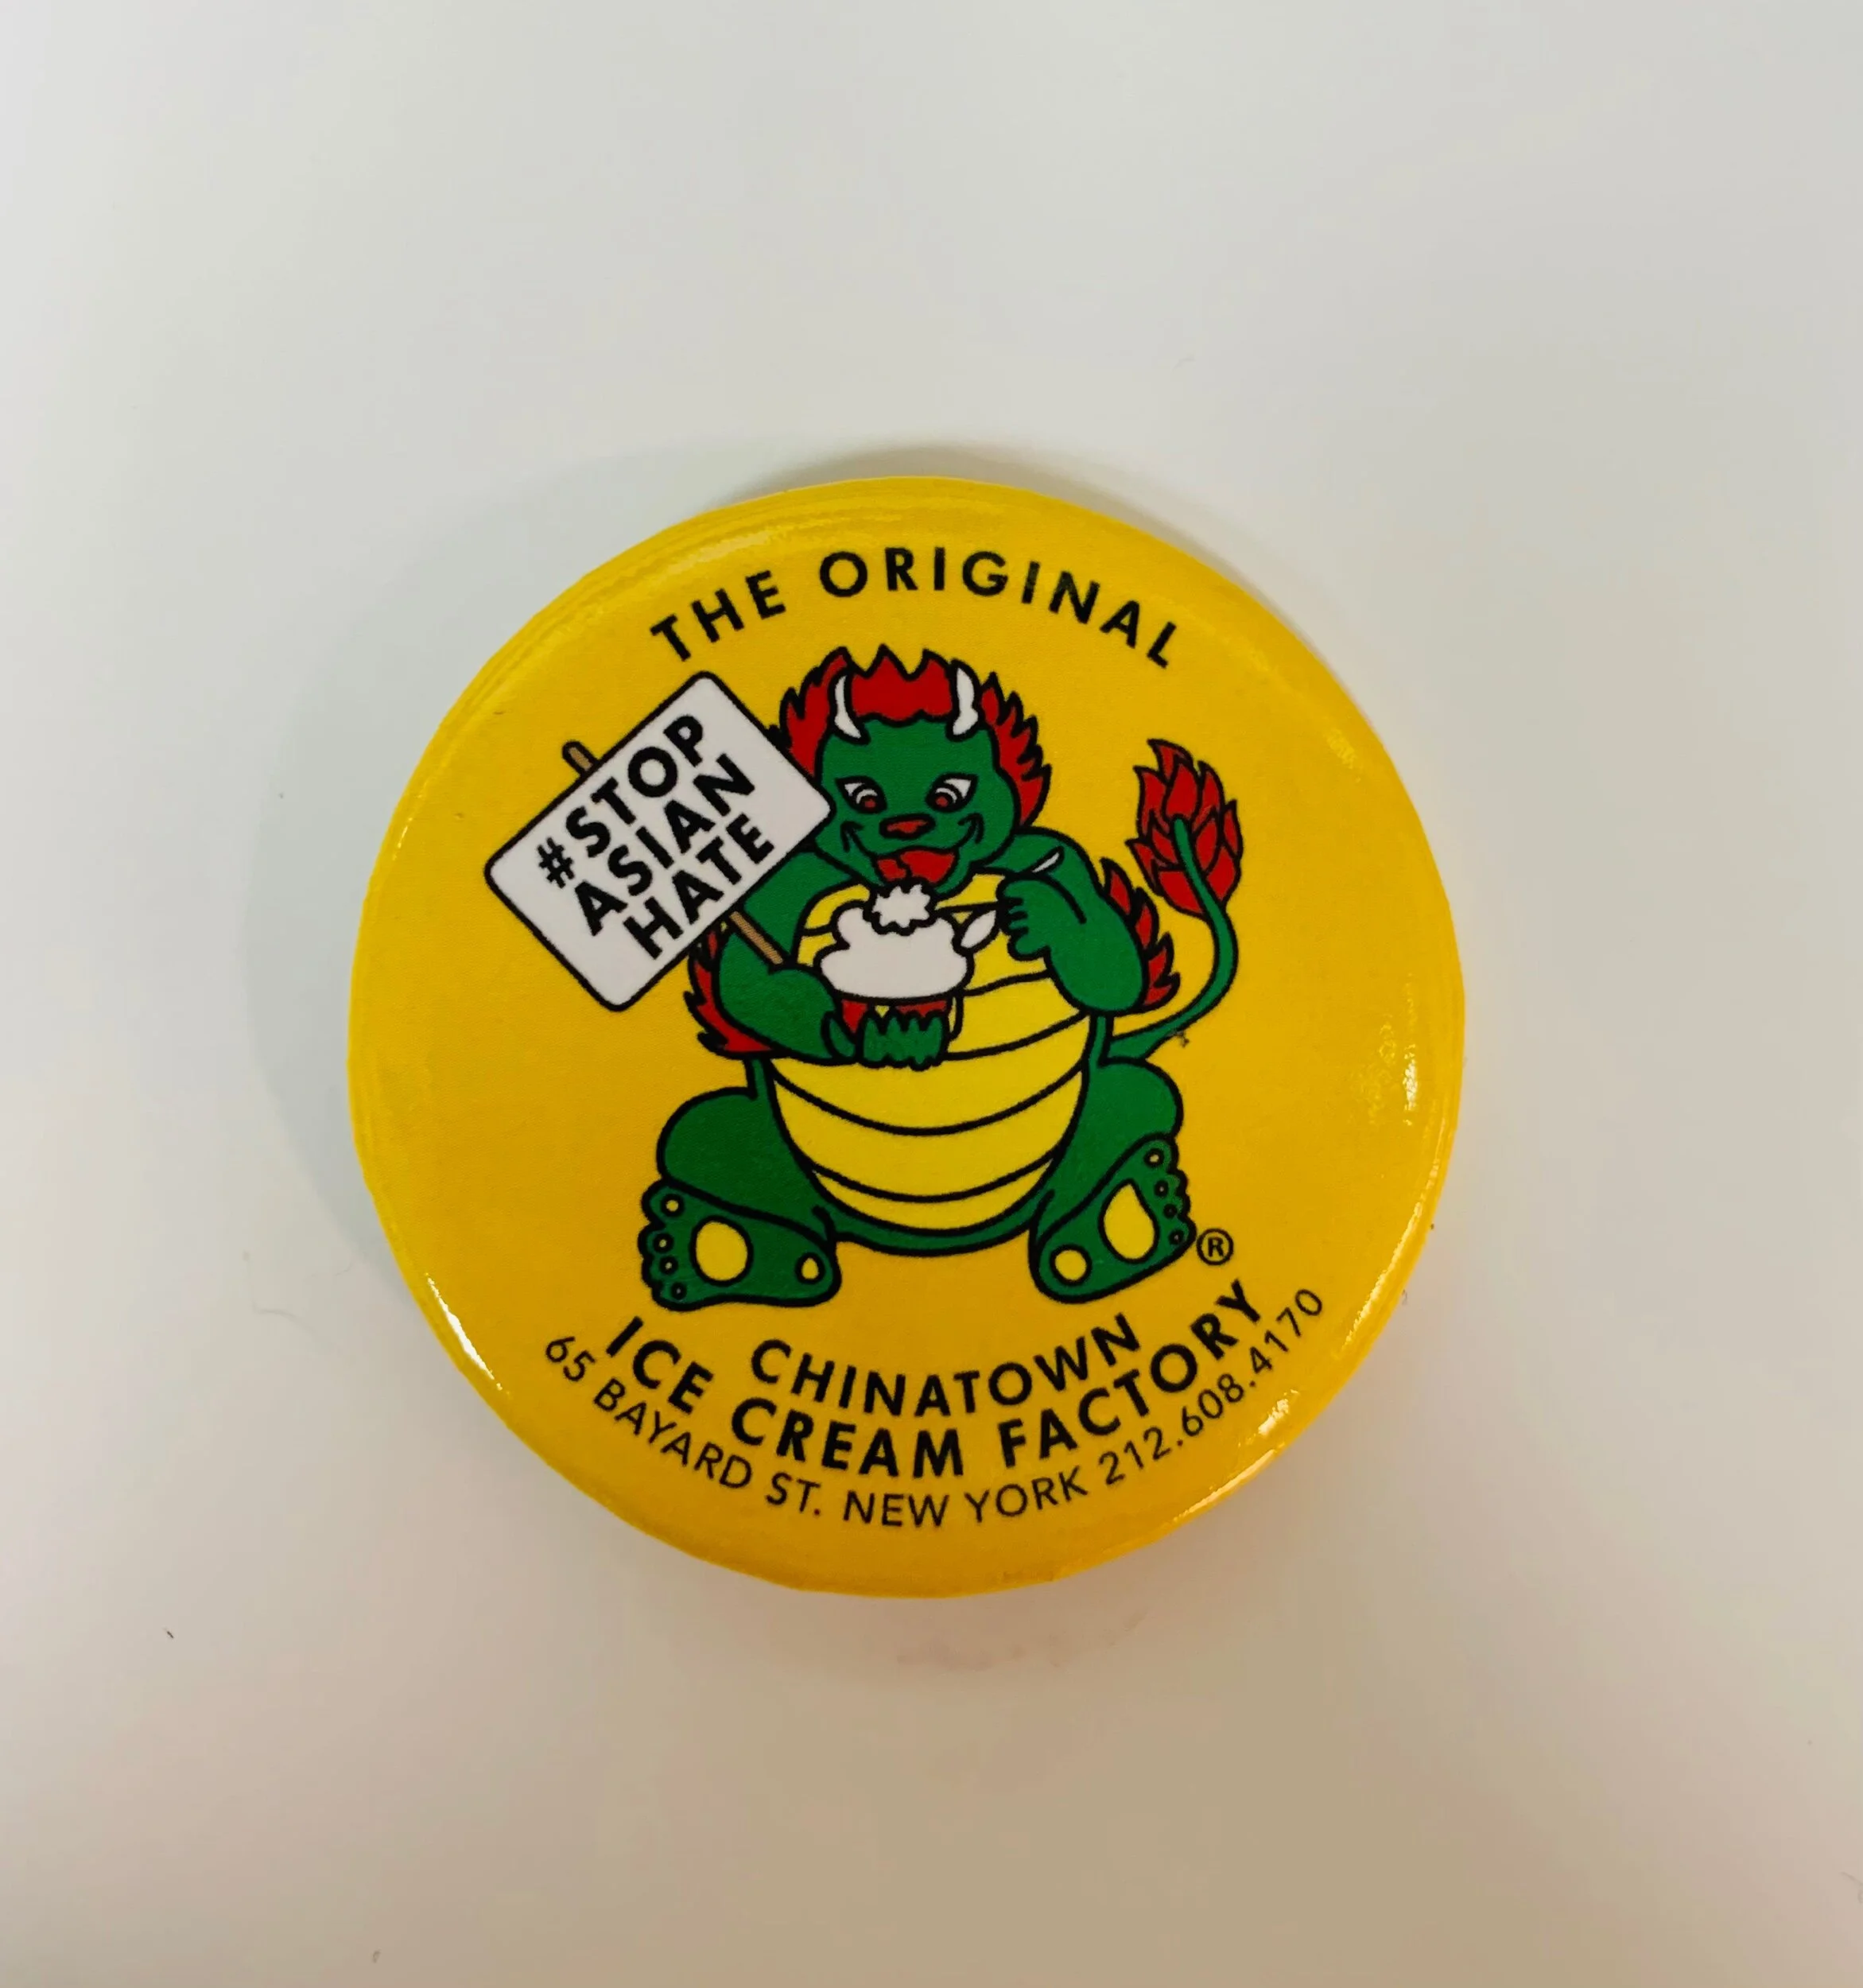 THE ORIGINAL
#STOP
ASIAN
HATE
®
CHINATOWN
ICE CREAM FACTORY
65 BAYARD ST. NEW YORK 212.608.4170